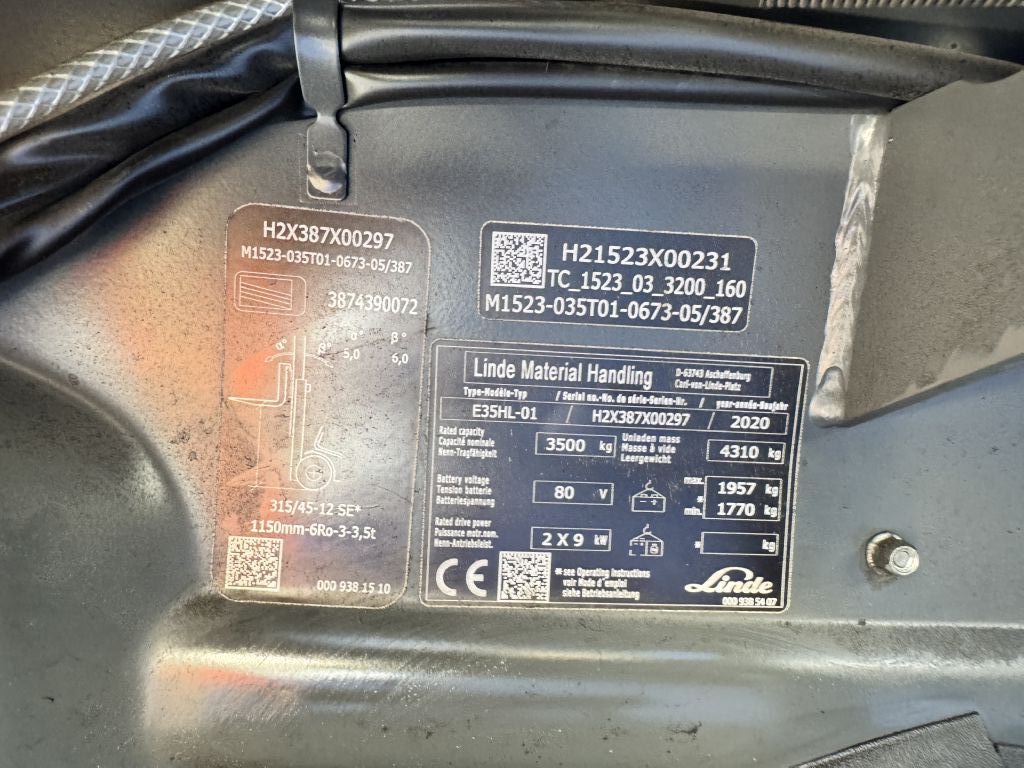 H2X387X00297
M1523-035T01-0673-05/387
3874390072
α° β°
5,0 6,0
α°
315/45-12 SE*
1150mm-6Ro-3-3,5t
000 938 15 10
H21523X00231
TC_1523_03_3200_160
M1523-035T01-0673-05/387
Linde Material Handling
D-63743 Aschaffenburg
Carl-von-Linde-Platz
Type-Modèle-Typ / Serial no.-No. de série-Serien-Nr. / year-année-Baujahr
E35HL-01 / H2X387X00297 / 2020
Rated capacity
Capacité nominale
Nenn-Tragfähigkeit
3500 kg
Unladen mass
Masse à vide
Leergewicht
4310 kg
Battery voltage
Tension batterie
Batteriespannung
80 V
max. 1957 kg
*
min. 1770 kg
Rated drive power
Puissance motr.nom.
Nenn-Antriebsleist.
2 X 9 kW
* kg
CE
* see Operating Instructions
voir Mode d'emploi
siehe Betriebsanleitung
Linde
000 938 54 07